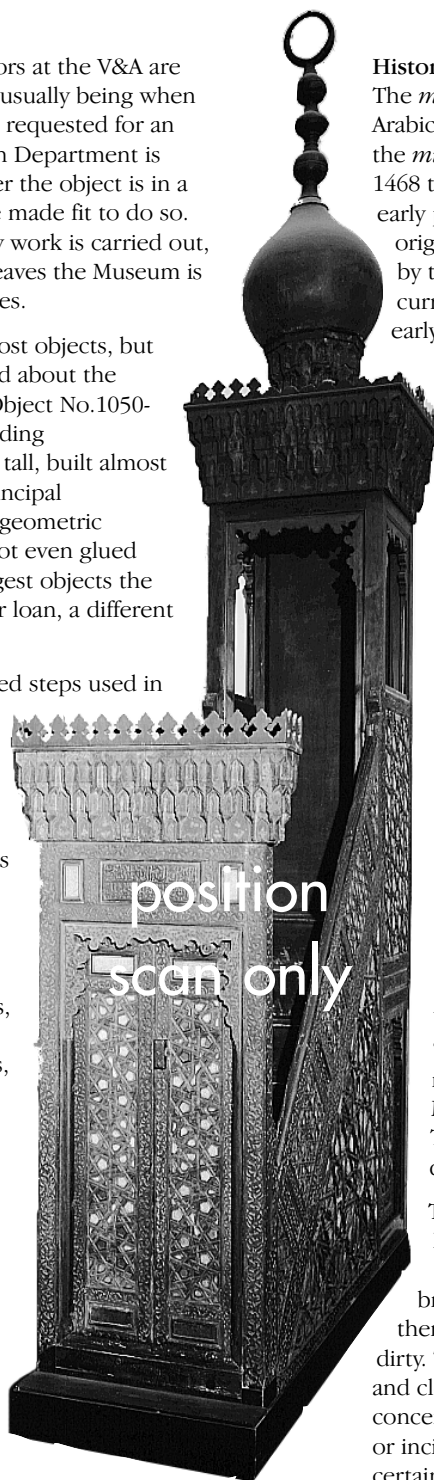 ors at the V&A are
usually being when
requested for an
Department is
the object is in a
made fit to do so.
work is carried out,
eaves the Museum is
es.
ost objects, but
d about the
Object No.1050-
ding
tall, built almost
ncipal
geometric
ot even glued
gest objects the
r loan, a different
ed steps used in
s
s,
s,
Histor
The
Arabic
the
1468 t
early
orig
by t
curr
early
position
scan only
br
then
dirty.
and cl
conce
or inci
certain